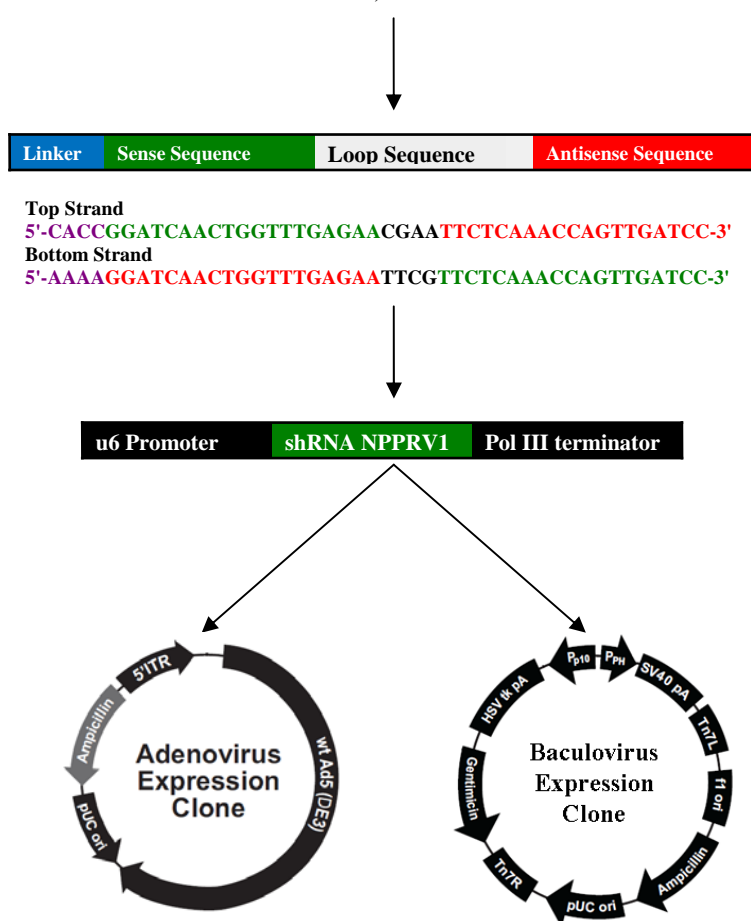 Linker Sense Sequence Loop Sequence Antisense Sequence
Top Strand
5'-CACCGGATCAACTGGTTTGAGAACGAATTCTCAAACCAGTTGATCC-3'
Bottom Strand
5'-AAAAGGATCAACTGGTTTGAGAATTCGTTCTCAAACCAGTTGATCC-3'
u6 Promoter shRNA NPPRV1 Pol III terminator
5'ITR
wt Ad5 (DE3)
pUC ori
Ampicillin
Adenovirus
Expression
Clone
Pp10
PPH
SV40 pA
Tn7L
f1 ori
Ampicillin
pUC ori
Tn7R
Gentimicin
HSV tk pA
Baculovirus
Expression
Clone